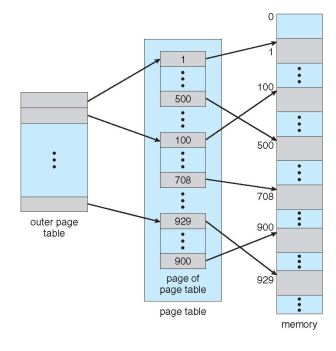 0
1
1
100
500
500
100
708
708
929
900
900
929
outer page
table
page of
page table
page table
memory